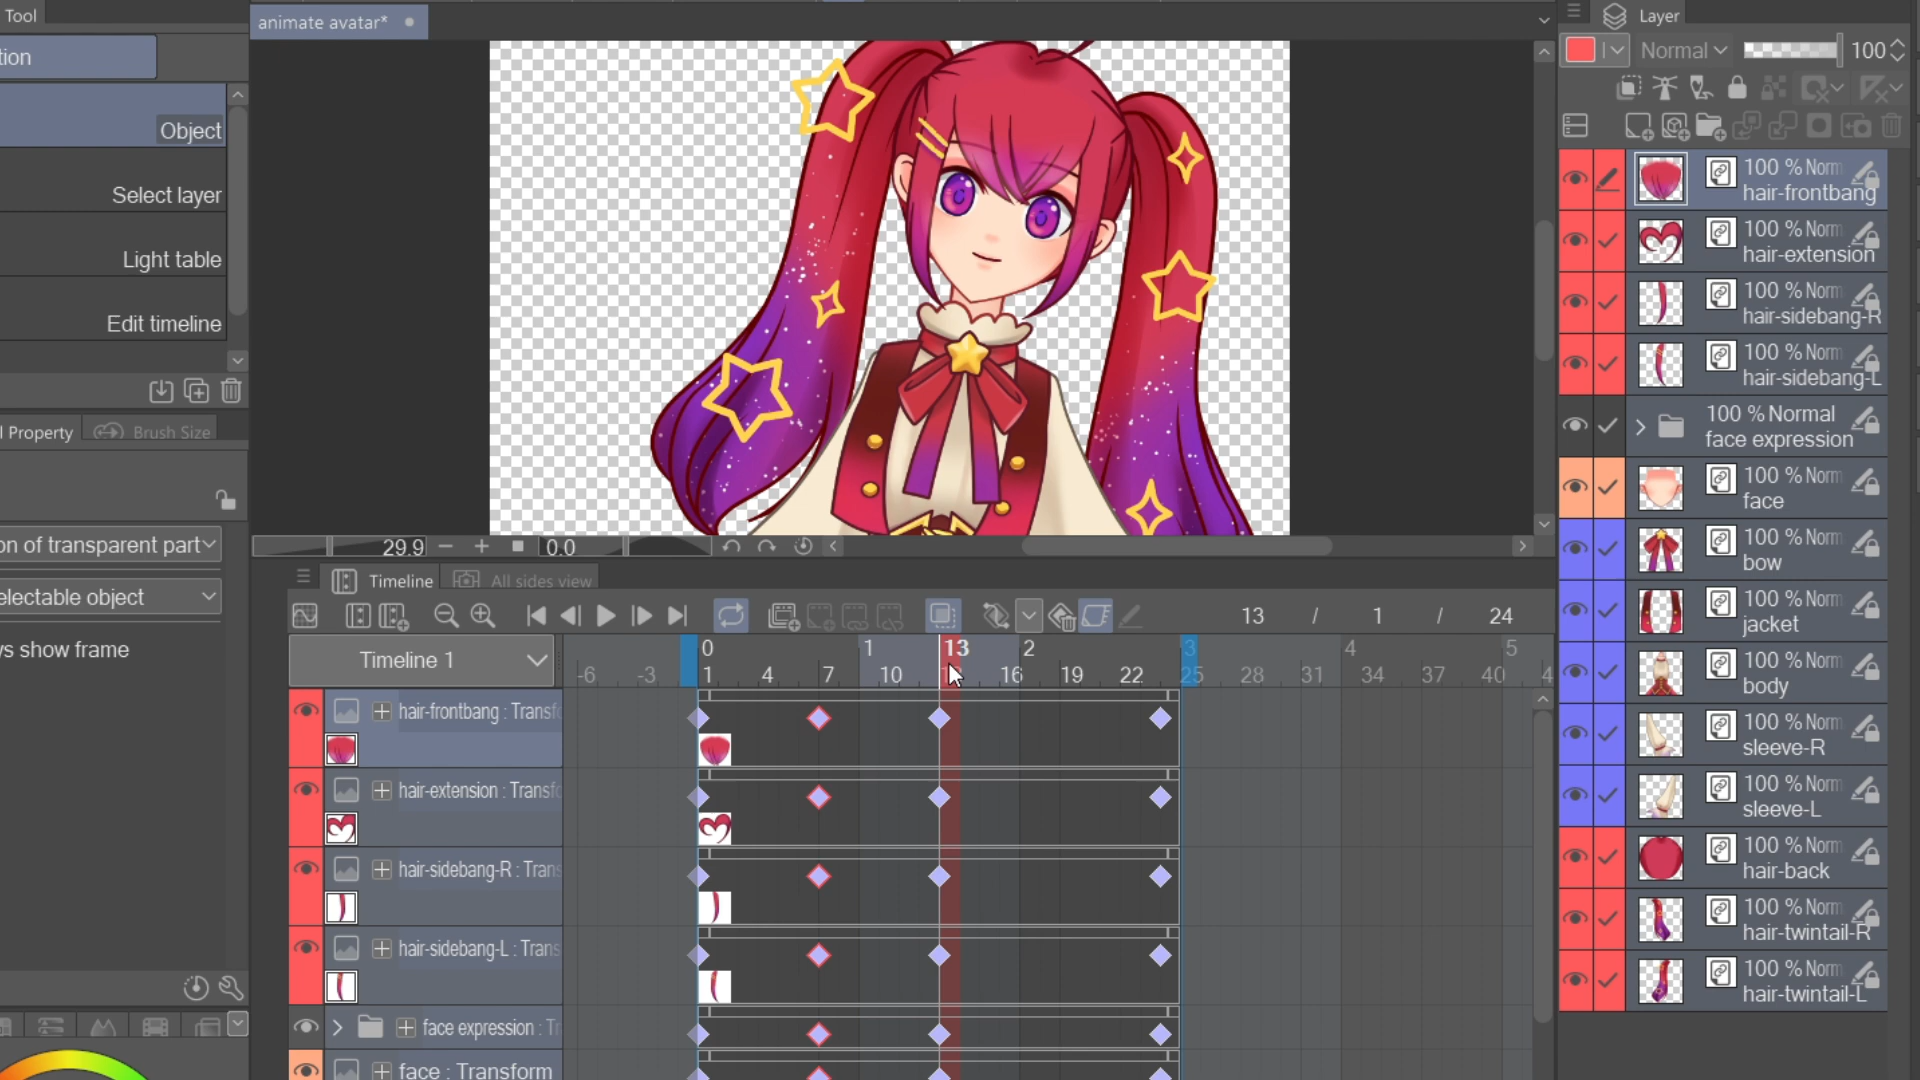 Tool
tion
Object
Select layer
Light table
Edit timeline
l Property
Brush Size
on of transparent part
electable object
ys show frame
animate avatar*
29.9
0.0
Timeline
All sides view
13 / 1 / 24
Timeline 1
0 1 13 2 3 4 5
-6 -3 1 4 7 10 16 19 22 25 28 31 34 37 40 4
hair-frontbang : Transfo
hair-extension : Transfo
hair-sidebang-R : Trans
hair-sidebang-L : Trans
face expression : Tr
face : Transform
Layer
Normal
100
100 % Norm
hair-frontbang
100 % Norm
hair-extension
100 % Norm
hair-sidebang-R
100 % Norm
hair-sidebang-L
100 % Normal
face expression
100 % Norm
face
100 % Norm
bow
100 % Norm
jacket
100 % Norm
body
100 % Norm
sleeve-R
100 % Norm
sleeve-L
100 % Norm
hair-back
100 % Norm
hair-twintail-R
100 % Norm
hair-twintail-L